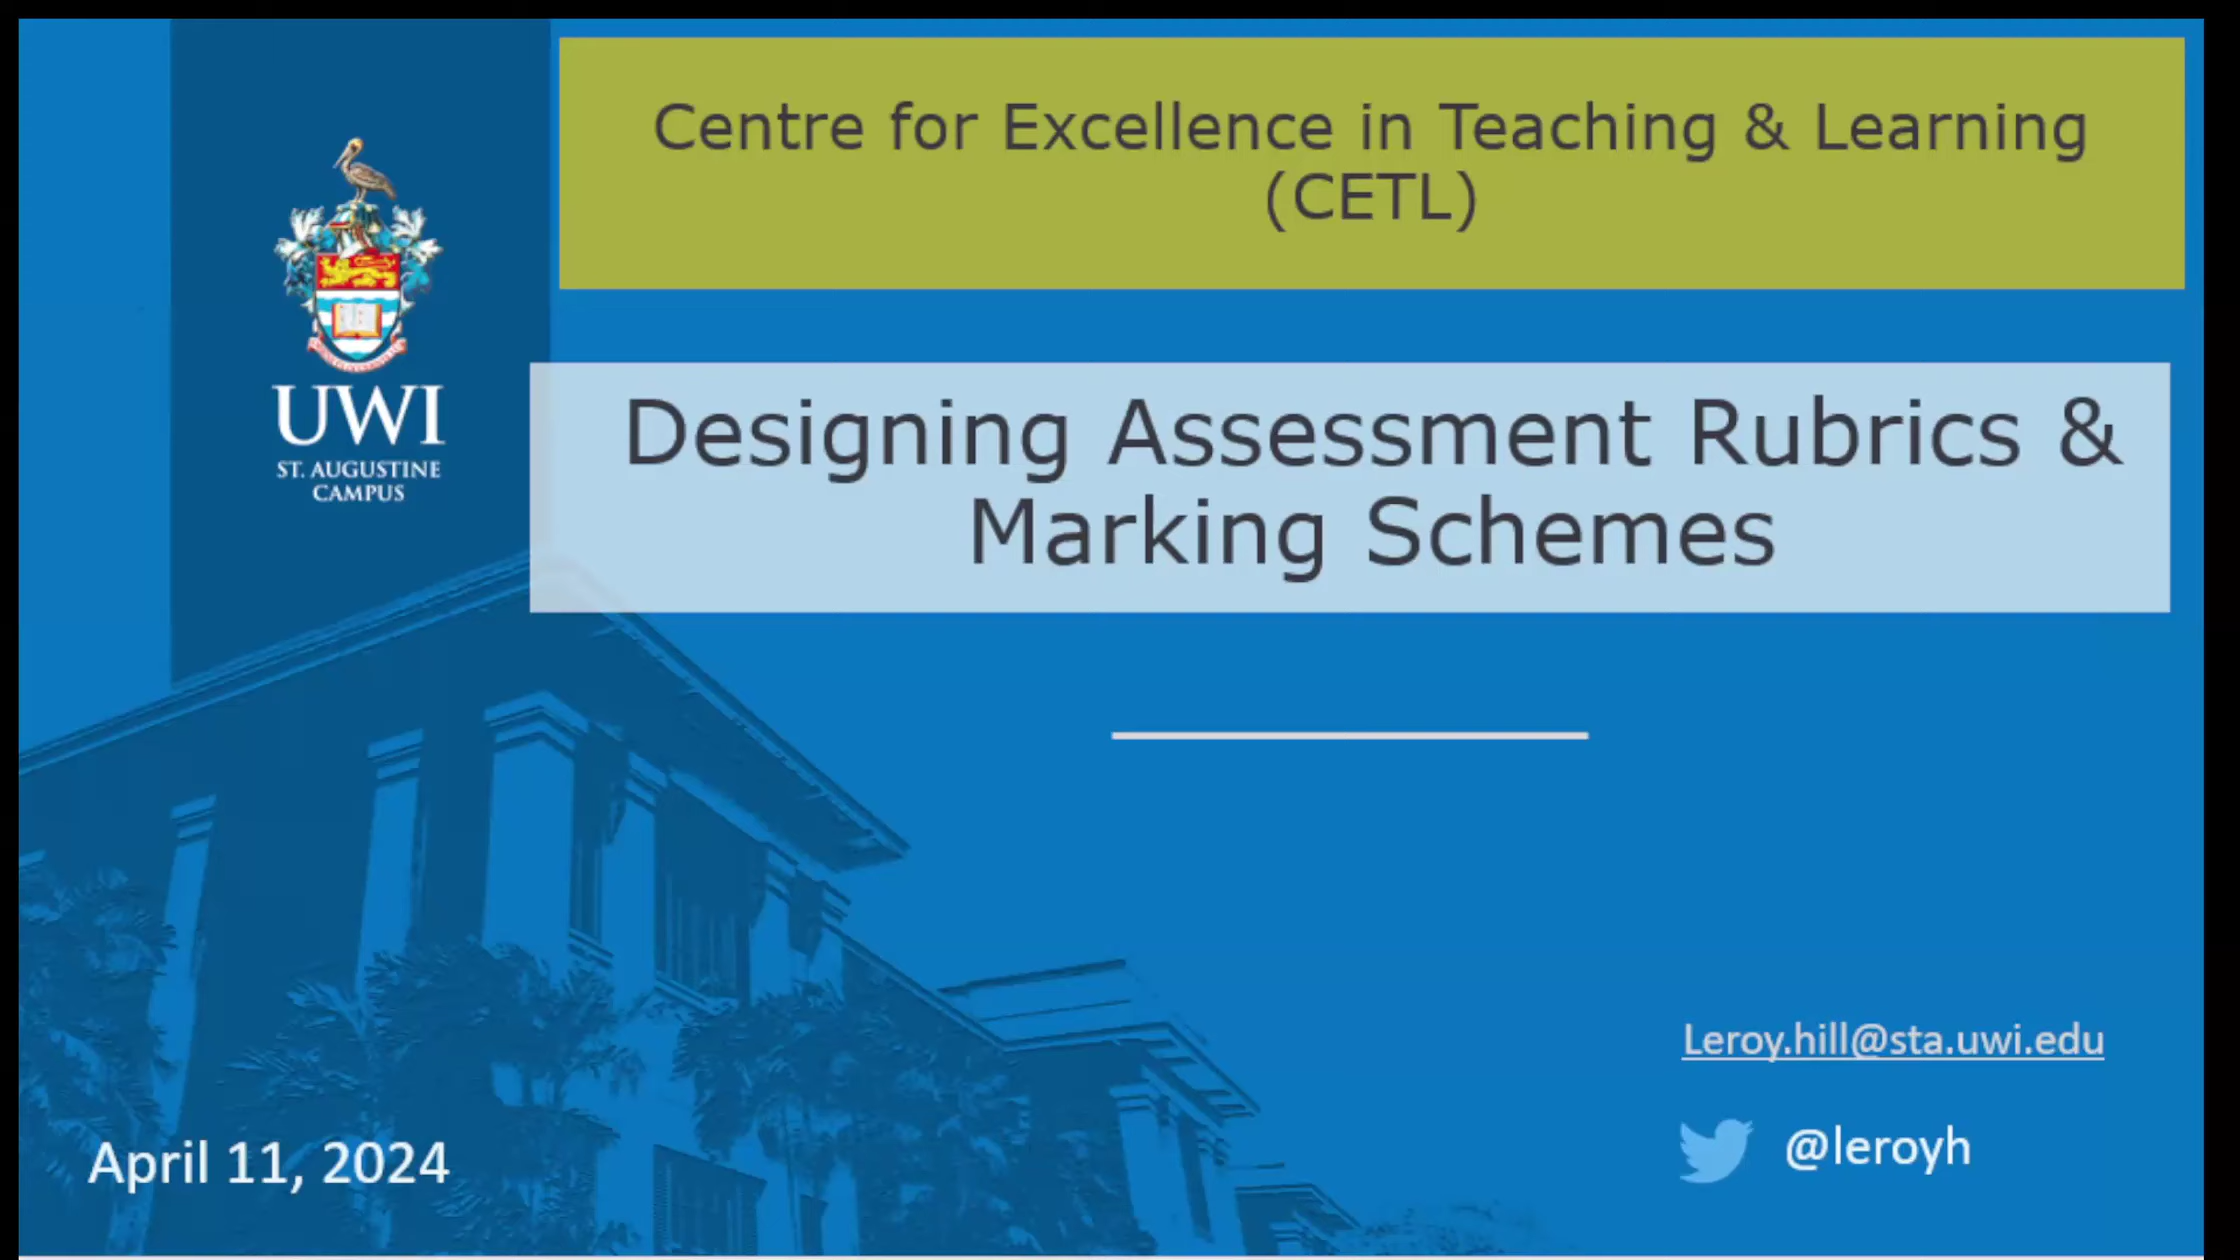 Centre for Excellence in Teaching & Learning
(CETL)
UWI
ST. AUGUSTINE
CAMPUS
Designing Assessment Rubrics &
Marking Schemes
Leroy.hill@sta.uwi.edu
@leroyh
April 11, 2024